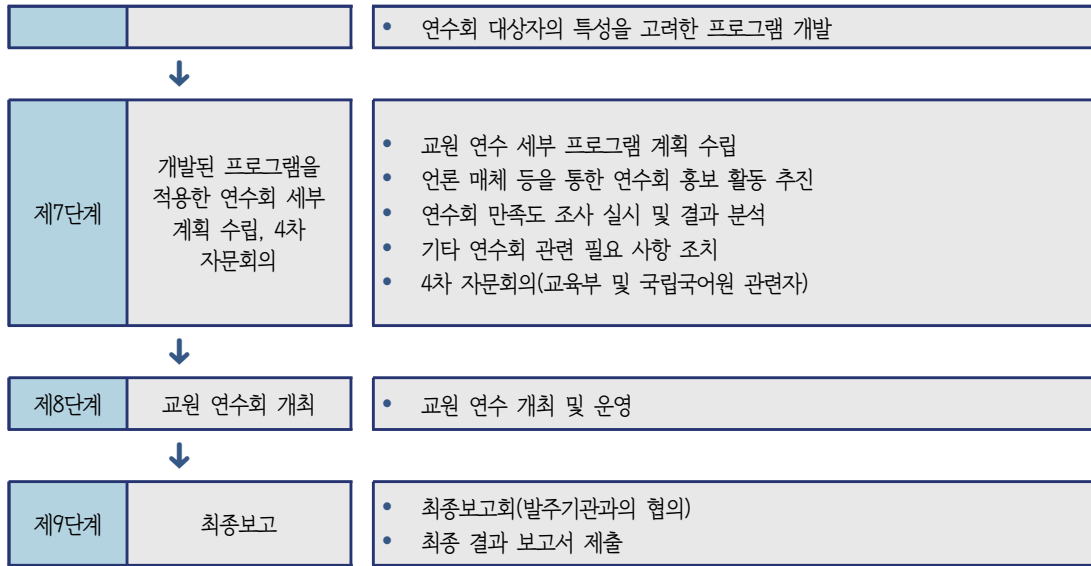 • 연수회 대상자의 특성을 고려한 프로그램 개발
제7단계
개발된 프로그램을
적용한 연수회 세부
계획 수립, 4차
자문회의
• 교원 연수 세부 프로그램 계획 수립
• 언론 매체 등을 통한 연수회 홍보 활동 추진
• 연수회 만족도 조사 실시 및 결과 분석
• 기타 연수회 관련 필요 사항 조치
• 4차 자문회의(교육부 및 국립국어원 관련자)
제8단계
교원 연수회 개최
• 교원 연수 개최 및 운영
제9단계
최종보고
• 최종보고회(발주기관과의 협의)
• 최종 결과 보고서 제출